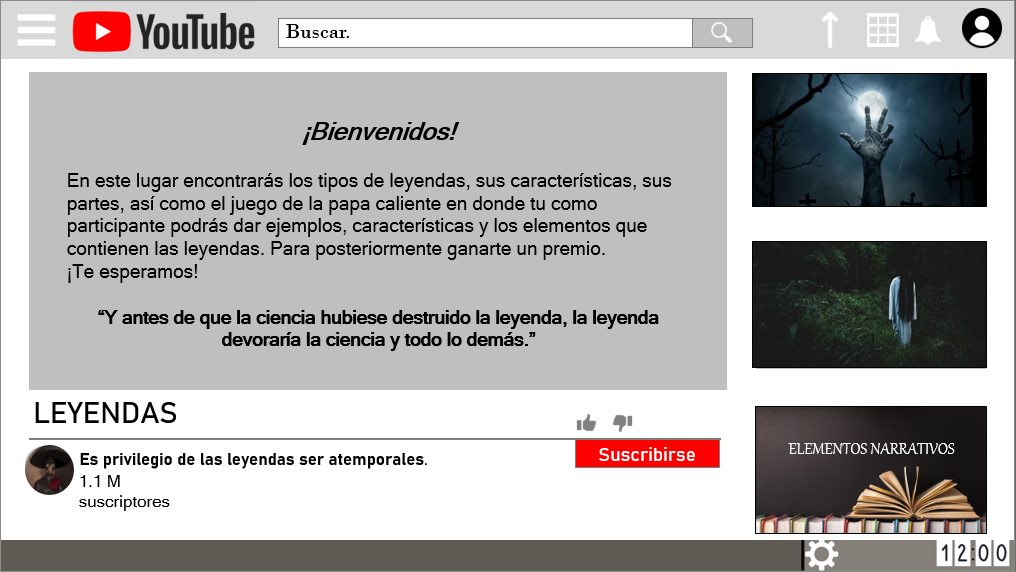 YouTube
Buscar.
¡Bienvenidos!
En este lugar encontrarás los tipos de leyendas, sus características, sus
partes, así como el juego de la papa caliente en donde tu como
participante podrás dar ejemplos, características y los elementos que
contienen las leyendas. Para posteriormente ganarte un premio.
¡Te esperamos!
“Y antes de que la ciencia hubiese destruido la leyenda, la leyenda
devoraría la ciencia y todo lo demás.”
LEYENDAS
Es privilegio de las leyendas ser atemporales.
1.1 M
suscriptores
Suscribirse
ELEMENTOS NARRATIVOS
12:00